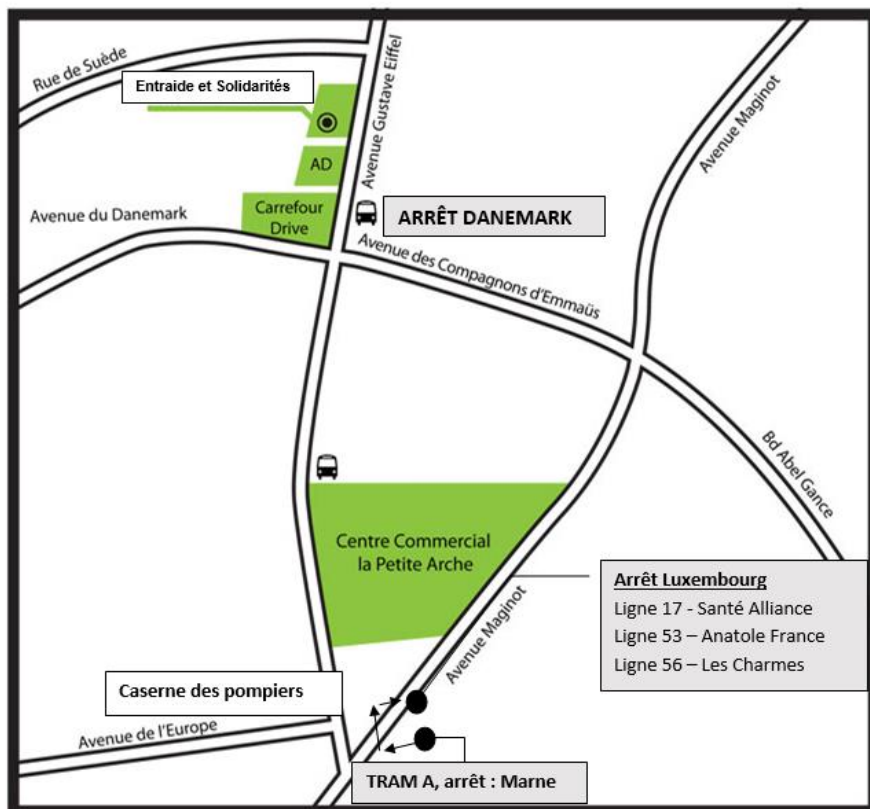 Rue de Suède
Entraide et Solidarités
Avenue Gustave Eiffel
Avenue Maginot
AD
Avenue du Danemark
Carrefour
Drive
ARRÊT DANEMARK
Avenue des Compagnons d'Emmaüs
Bd Abel Gance
Centre Commercial
la Petite Arche
Arrêt Luxembourg
Ligne 17 - Santé Alliance
Ligne 53 – Anatole France
Ligne 56 – Les Charmes
Avenue Maginot
Caserne des pompiers
Avenue de l'Europe
TRAM A, arrêt : Marne